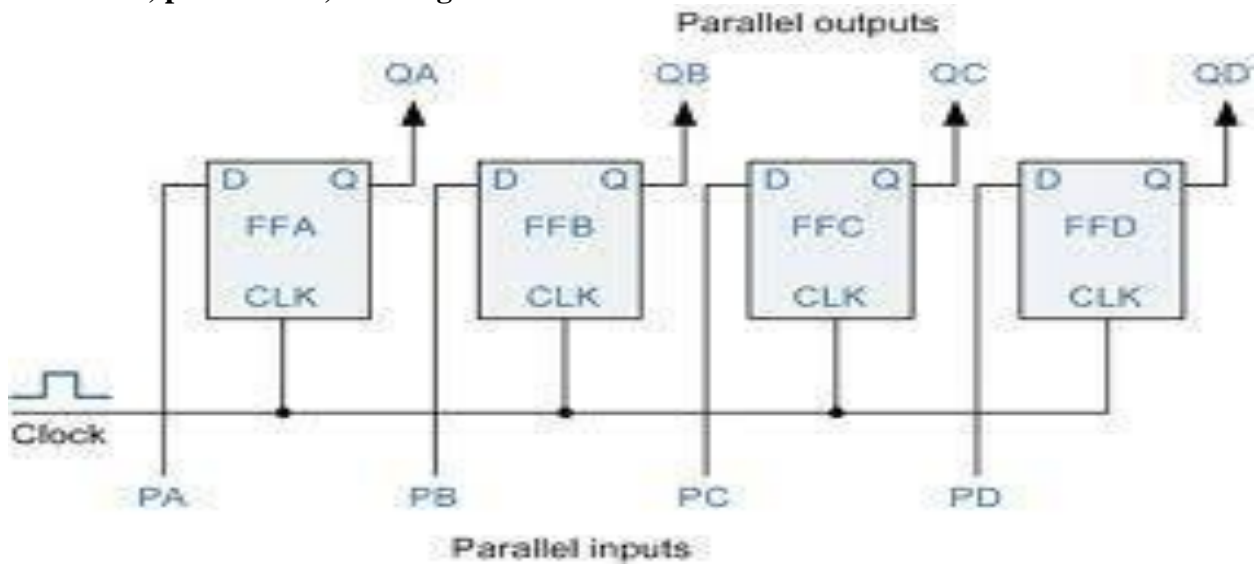 Parallel outputs
QA QB QC QD
D Q D Q D Q D Q
FFA FFB FFC FFD
CLK CLK CLK CLK
Clock
PA PB PC PD
Parallel inputs